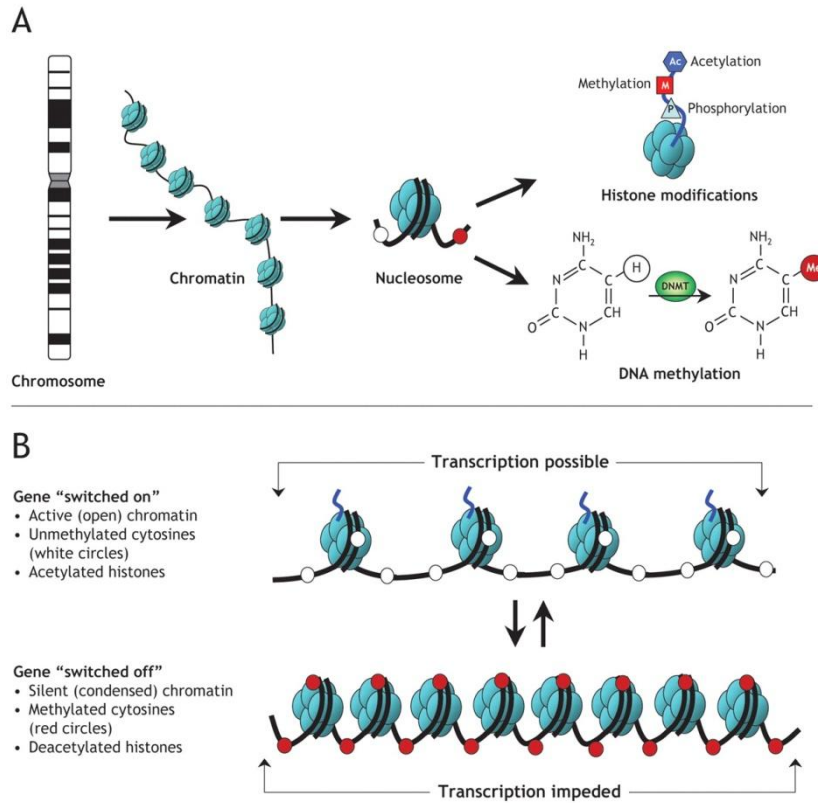 A
Ac
Acetylation
Methylation
M
P
Phosphorylation
Histone modifications
Chromatin
Nucleosome
Chromosome
NH₂
C
N
C
H
C
CH
O
N
H
DNMT
NH₂
C
N
C
Me
C
CH
O
N
H
DNA methylation
B
Transcription possible
Gene “switched on”
• Active (open) chromatin
• Unmethylated cytosines
(white circles)
• Acetylated histones
Gene “switched off”
• Silent (condensed) chromatin
• Methylated cytosines
(red circles)
• Deacetylated histones
Transcription impeded